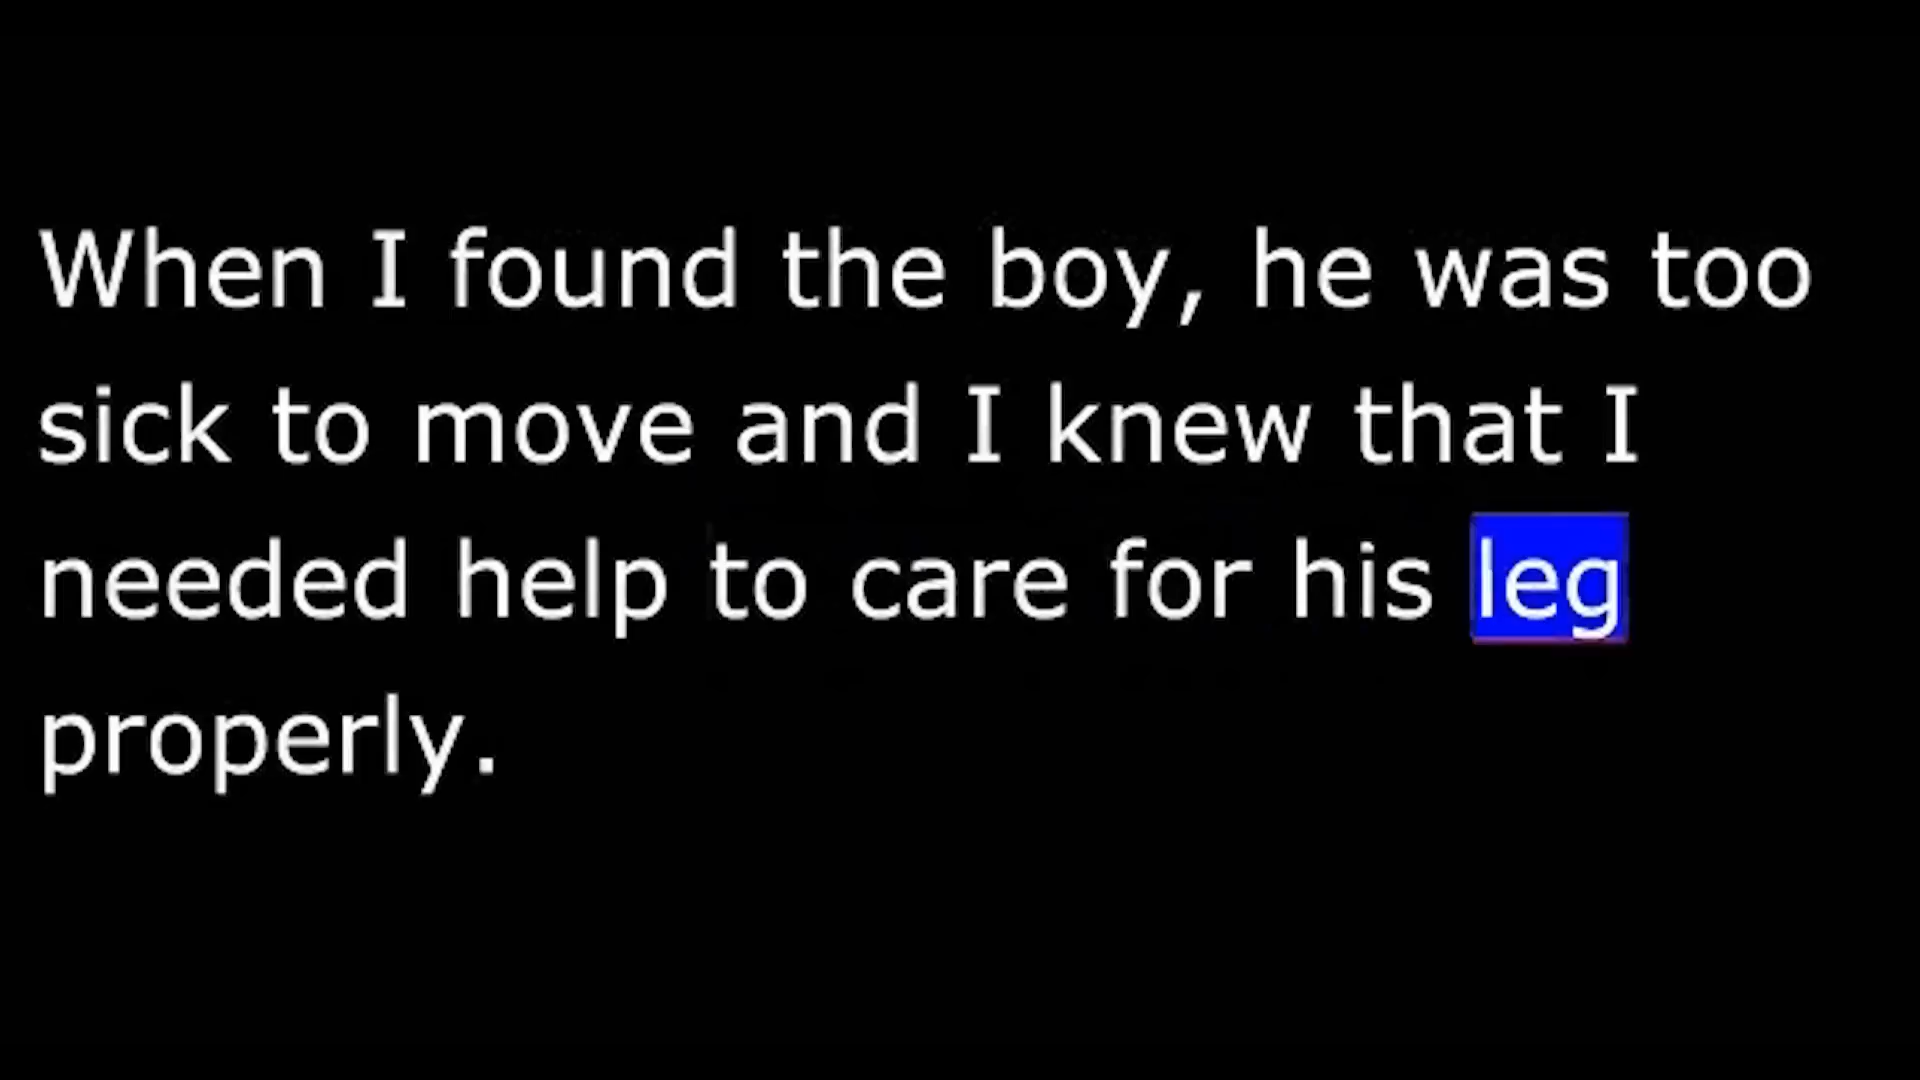 When I found the boy, he was too
sick to move and I knew that I
needed help to care for his leg
properly.